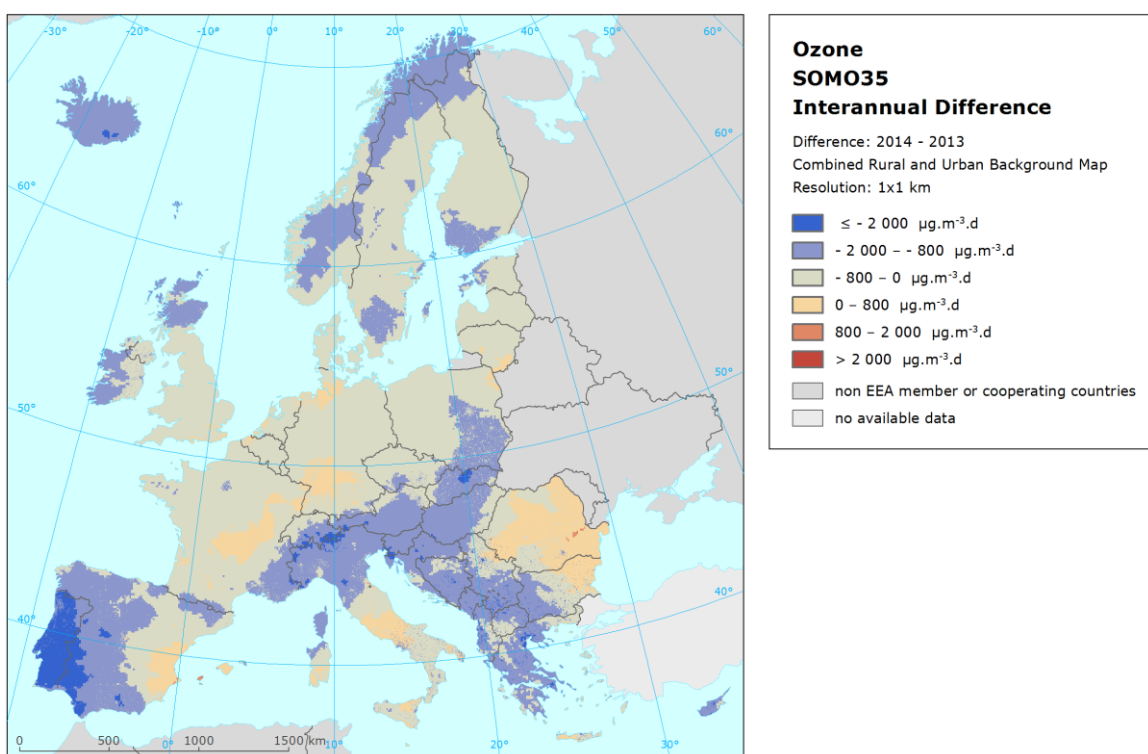 -30° -20° -10° 0° 10° 20° 30° 40° 50° 60°
60°
60°
50°
50°
40°
40°
0 500 1000 1500 km
0° 10° 20° 30°
Ozone
SOMO35
Interannual Difference
Difference: 2014 - 2013
Combined Rural and Urban Background Map
Resolution: 1x1 km
≤ - 2 000 µg.m⁻³.d
- 2 000 – - 800 µg.m⁻³.d
- 800 – 0 µg.m⁻³.d
0 – 800 µg.m⁻³.d
800 – 2 000 µg.m⁻³.d
> 2 000 µg.m⁻³.d
non EEA member or cooperating countries
no available data